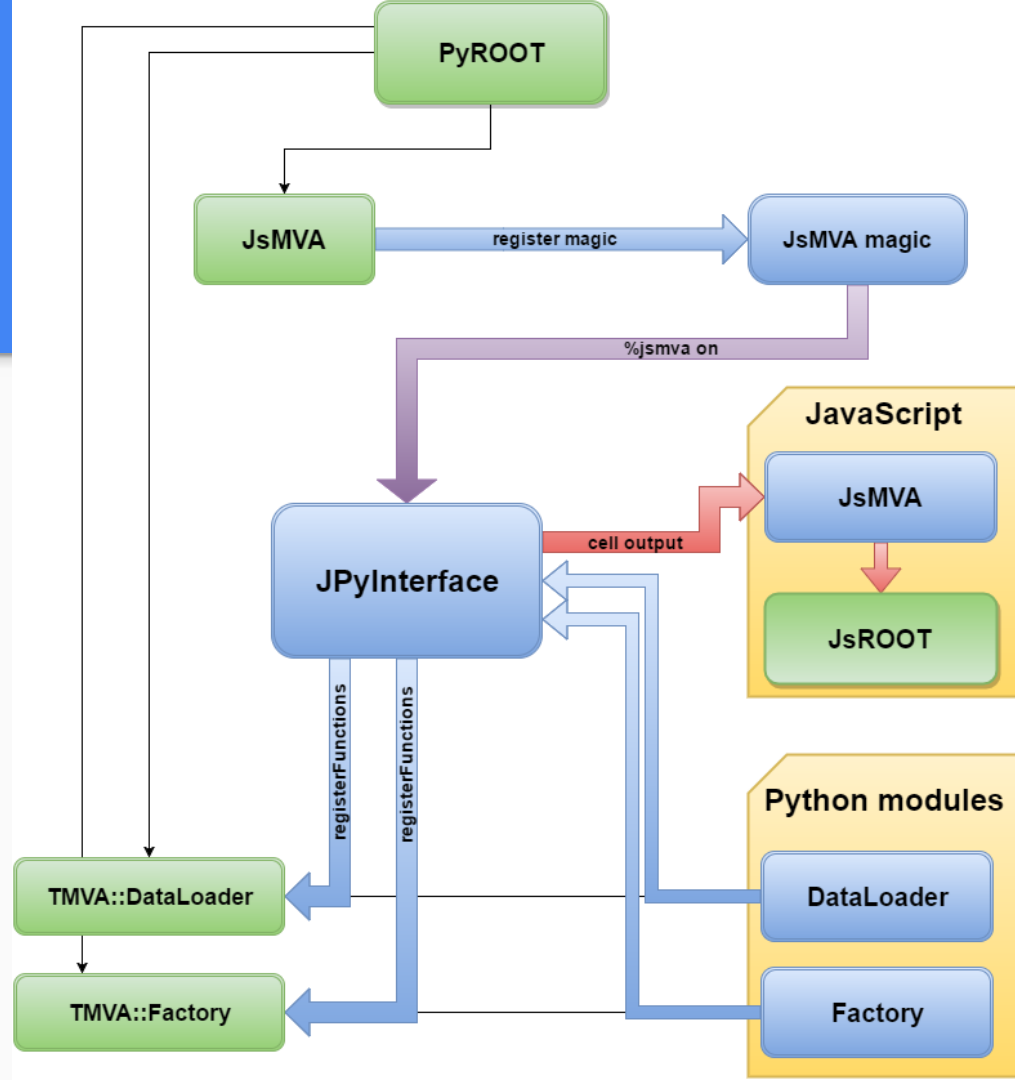 PyROOT
JsMVA
register magic
JsMVA magic
%jsmva on
JavaScript
JsMVA
cell output
JPyInterface
JsROOT
registerFunctions
registerFunctions
Python modules
TMVA::DataLoader
DataLoader
TMVA::Factory
Factory